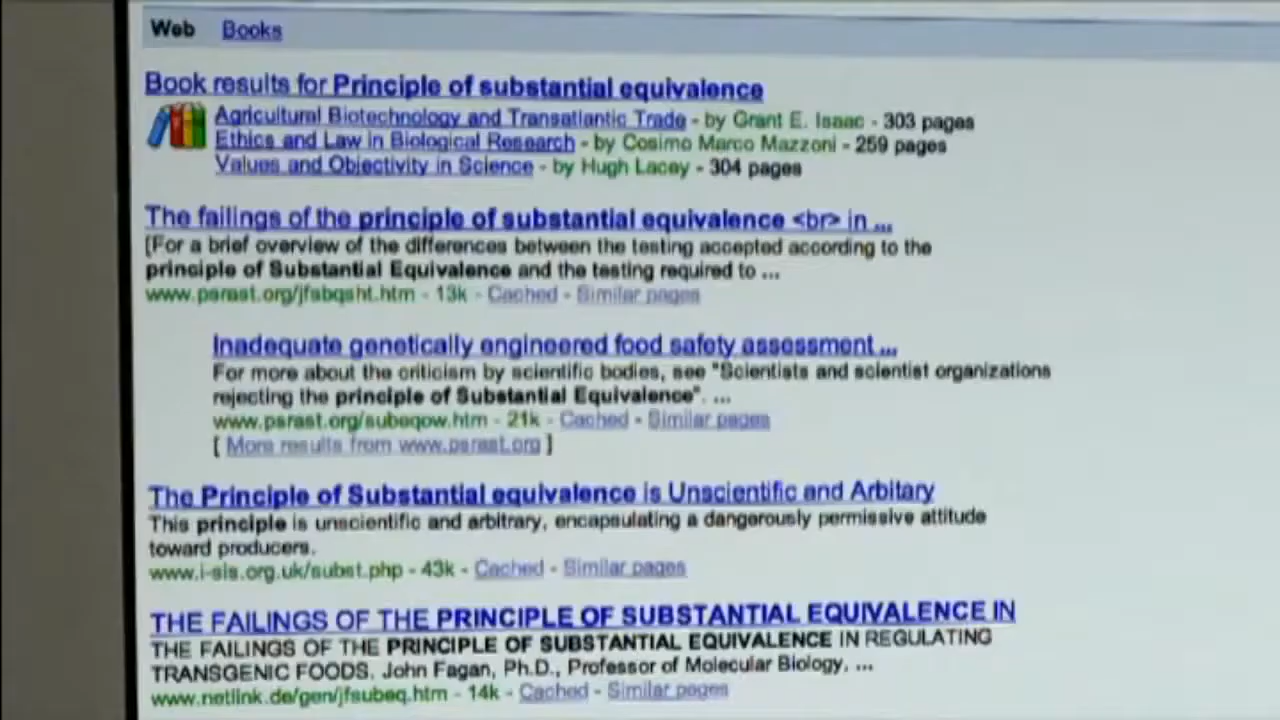 Web Books
Book results for Principle of substantial equivalence
Agricultural Biotechnology and Transatlantic Trade - by Grant E. Isaac - 303 pages
Ethics and Law in Biological Research - by Cosimo Marco Mazzoni - 259 pages
Values and Objectivity in Science - by Hugh Lacey - 304 pages
The failings of the principle of substantial equivalence <br> in ...
[For a brief overview of the differences between the testing accepted according to the
principle of Substantial Equivalence and the testing required to ...
www.psrast.org/jfsbqsht.htm - 13k - Cached - Similar pages
Inadequate genetically engineered food safety assessment ...
For more about the criticism by scientific bodies, see "Scientists and scientist organizations
rejecting the principle of Substantial Equivalence". ...
www.psrast.org/subeqow.htm - 21k - Cached - Similar pages
[ More results from www.psrast.org ]
The Principle of Substantial equivalence is Unscientific and Arbitary
This principle is unscientific and arbitrary, encapsulating a dangerously permissive attitude
toward producers.
www.i-sis.org.uk/subst.php - 43k - Cached - Similar pages
THE FAILINGS OF THE PRINCIPLE OF SUBSTANTIAL EQUIVALENCE IN
THE FAILINGS OF THE PRINCIPLE OF SUBSTANTIAL EQUIVALENCE IN REGULATING
TRANSGENIC FOODS. John Fagan, Ph.D., Professor of Molecular Biology, ...
www.netlink.de/gen/jfsubeq.htm - 14k - Cached - Similar pages